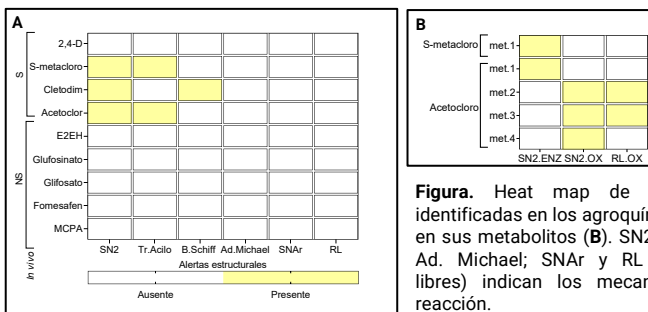 A
S
2,4-D
S-metacloro
Cletodim
Acetoclor
NS
E2EH
Glufosinato
Glifosato
Fomesafen
MCPA
In vivo
SN2 Tr.Acilo B.Schiff Ad.Michael SNAr RL
Alertas estructurales
Ausente Presente
B
S-metacloro met.1
Acetocloro
met.1
met.2
met.3
met.4
SN2.ENZ SN2.OX RL.OX
Figura. Heat map de
identificadas en los agroquí
en sus metabolitos (B). SN2
Ad. Michael; SNAr y RL
libres) indican los mecan
reacción.